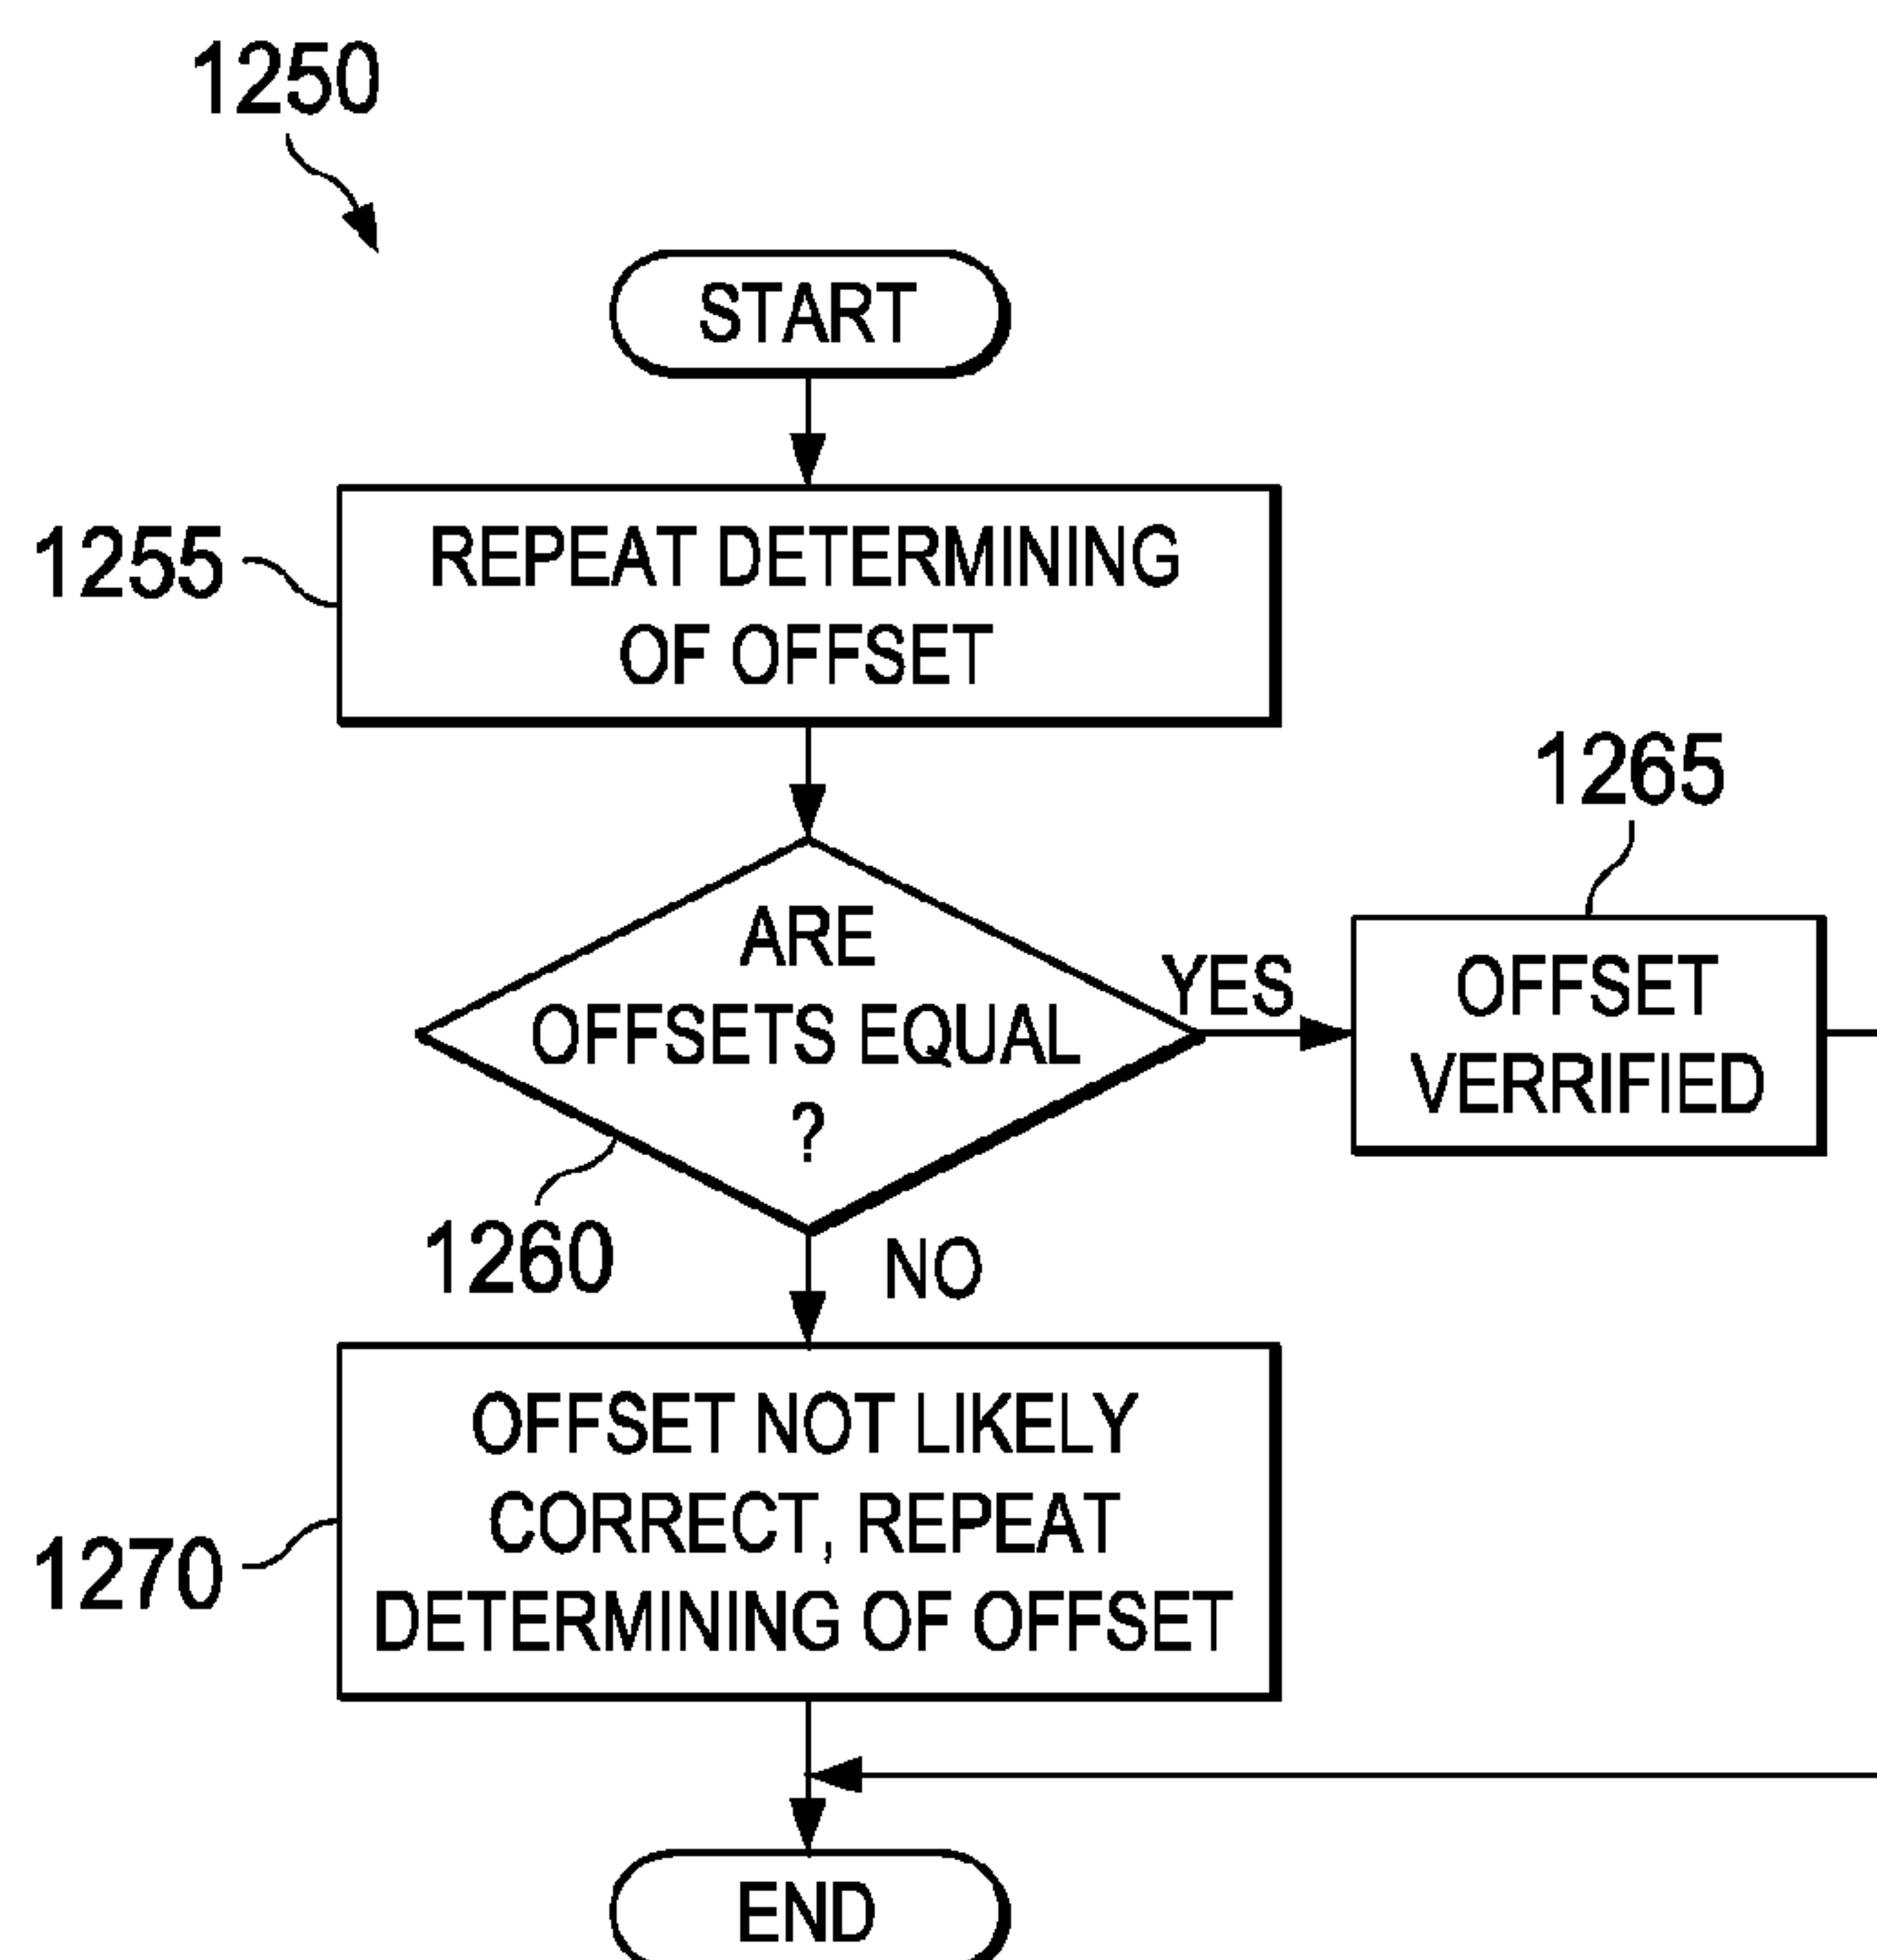 1250
START
1255
REPEAT DETERMINING
OF OFFSET
1265
ARE
OFFSETS EQUAL
?
YES
OFFSET
VERRIFIED
1260
NO
1270
OFFSET NOT LIKELY
CORRECT, REPEAT
DETERMINING OF OFFSET
END